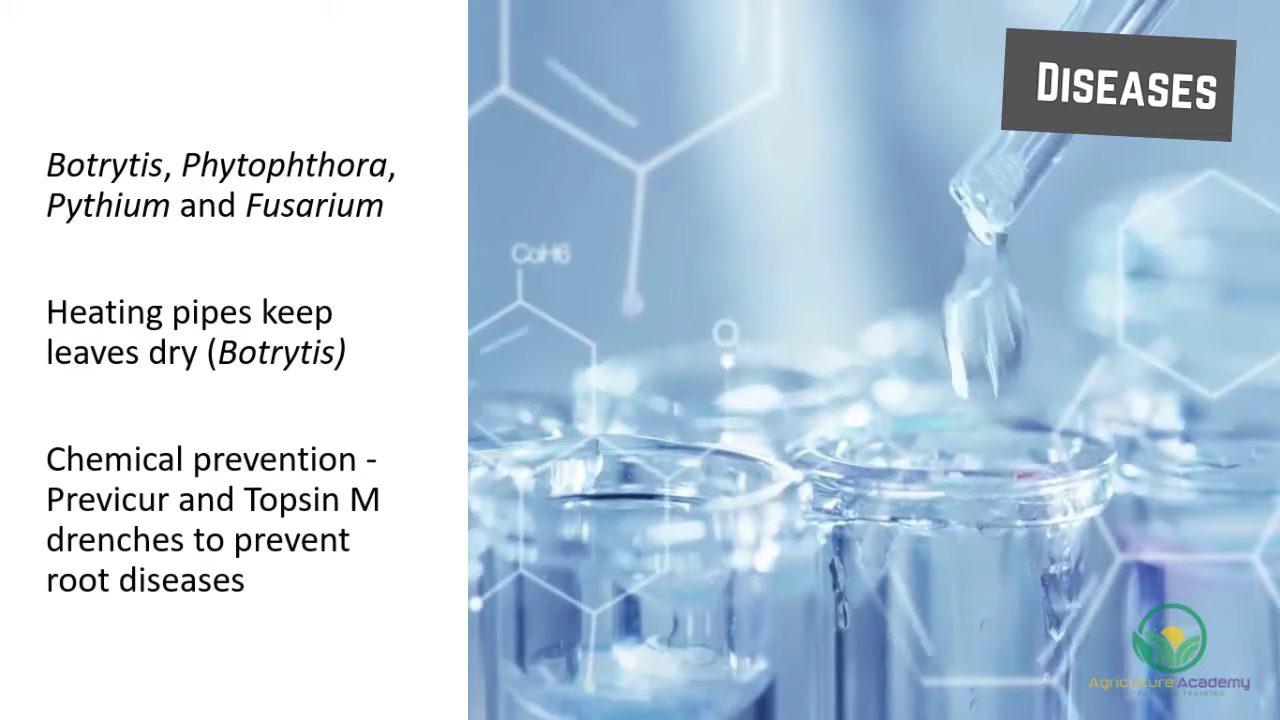 DISEASES
Botrytis, Phytophthora,
Pythium and Fusarium
Heating pipes keep
leaves dry (Botrytis)
Chemical prevention -
Previcur and Topsin M
drenches to prevent
root diseases
CoH6
O
Agriculture Academy